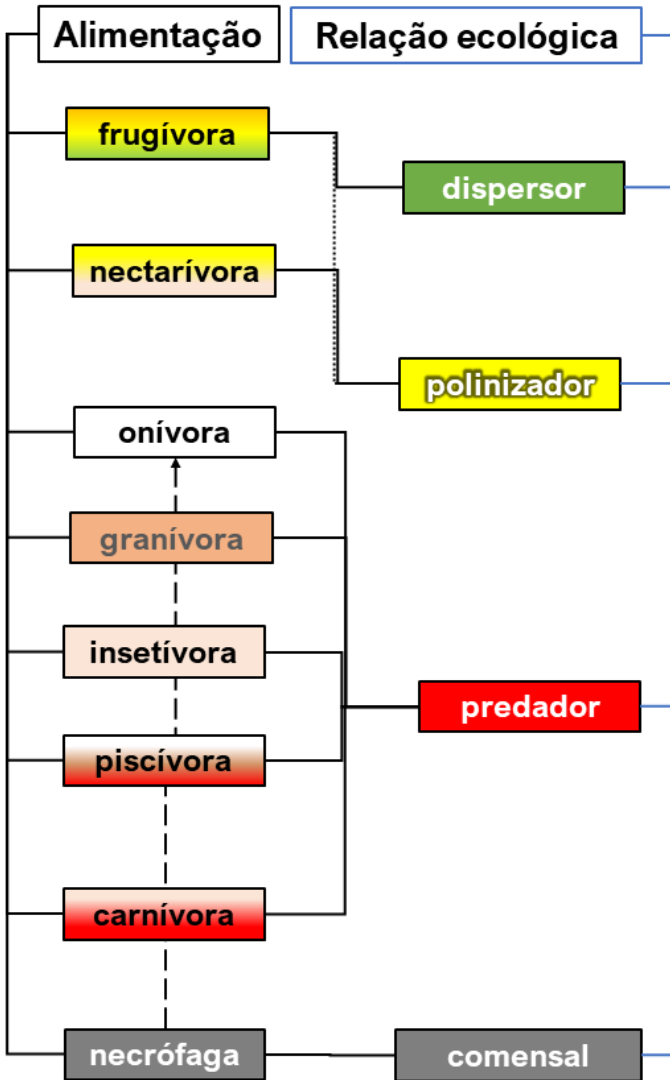 Alimentação
Relação ecológica
frugívora
dispersor
nectarívora
polinizador
onívora
granívora
insetívora
predador
piscívora
carnívora
necrófaga
comensal